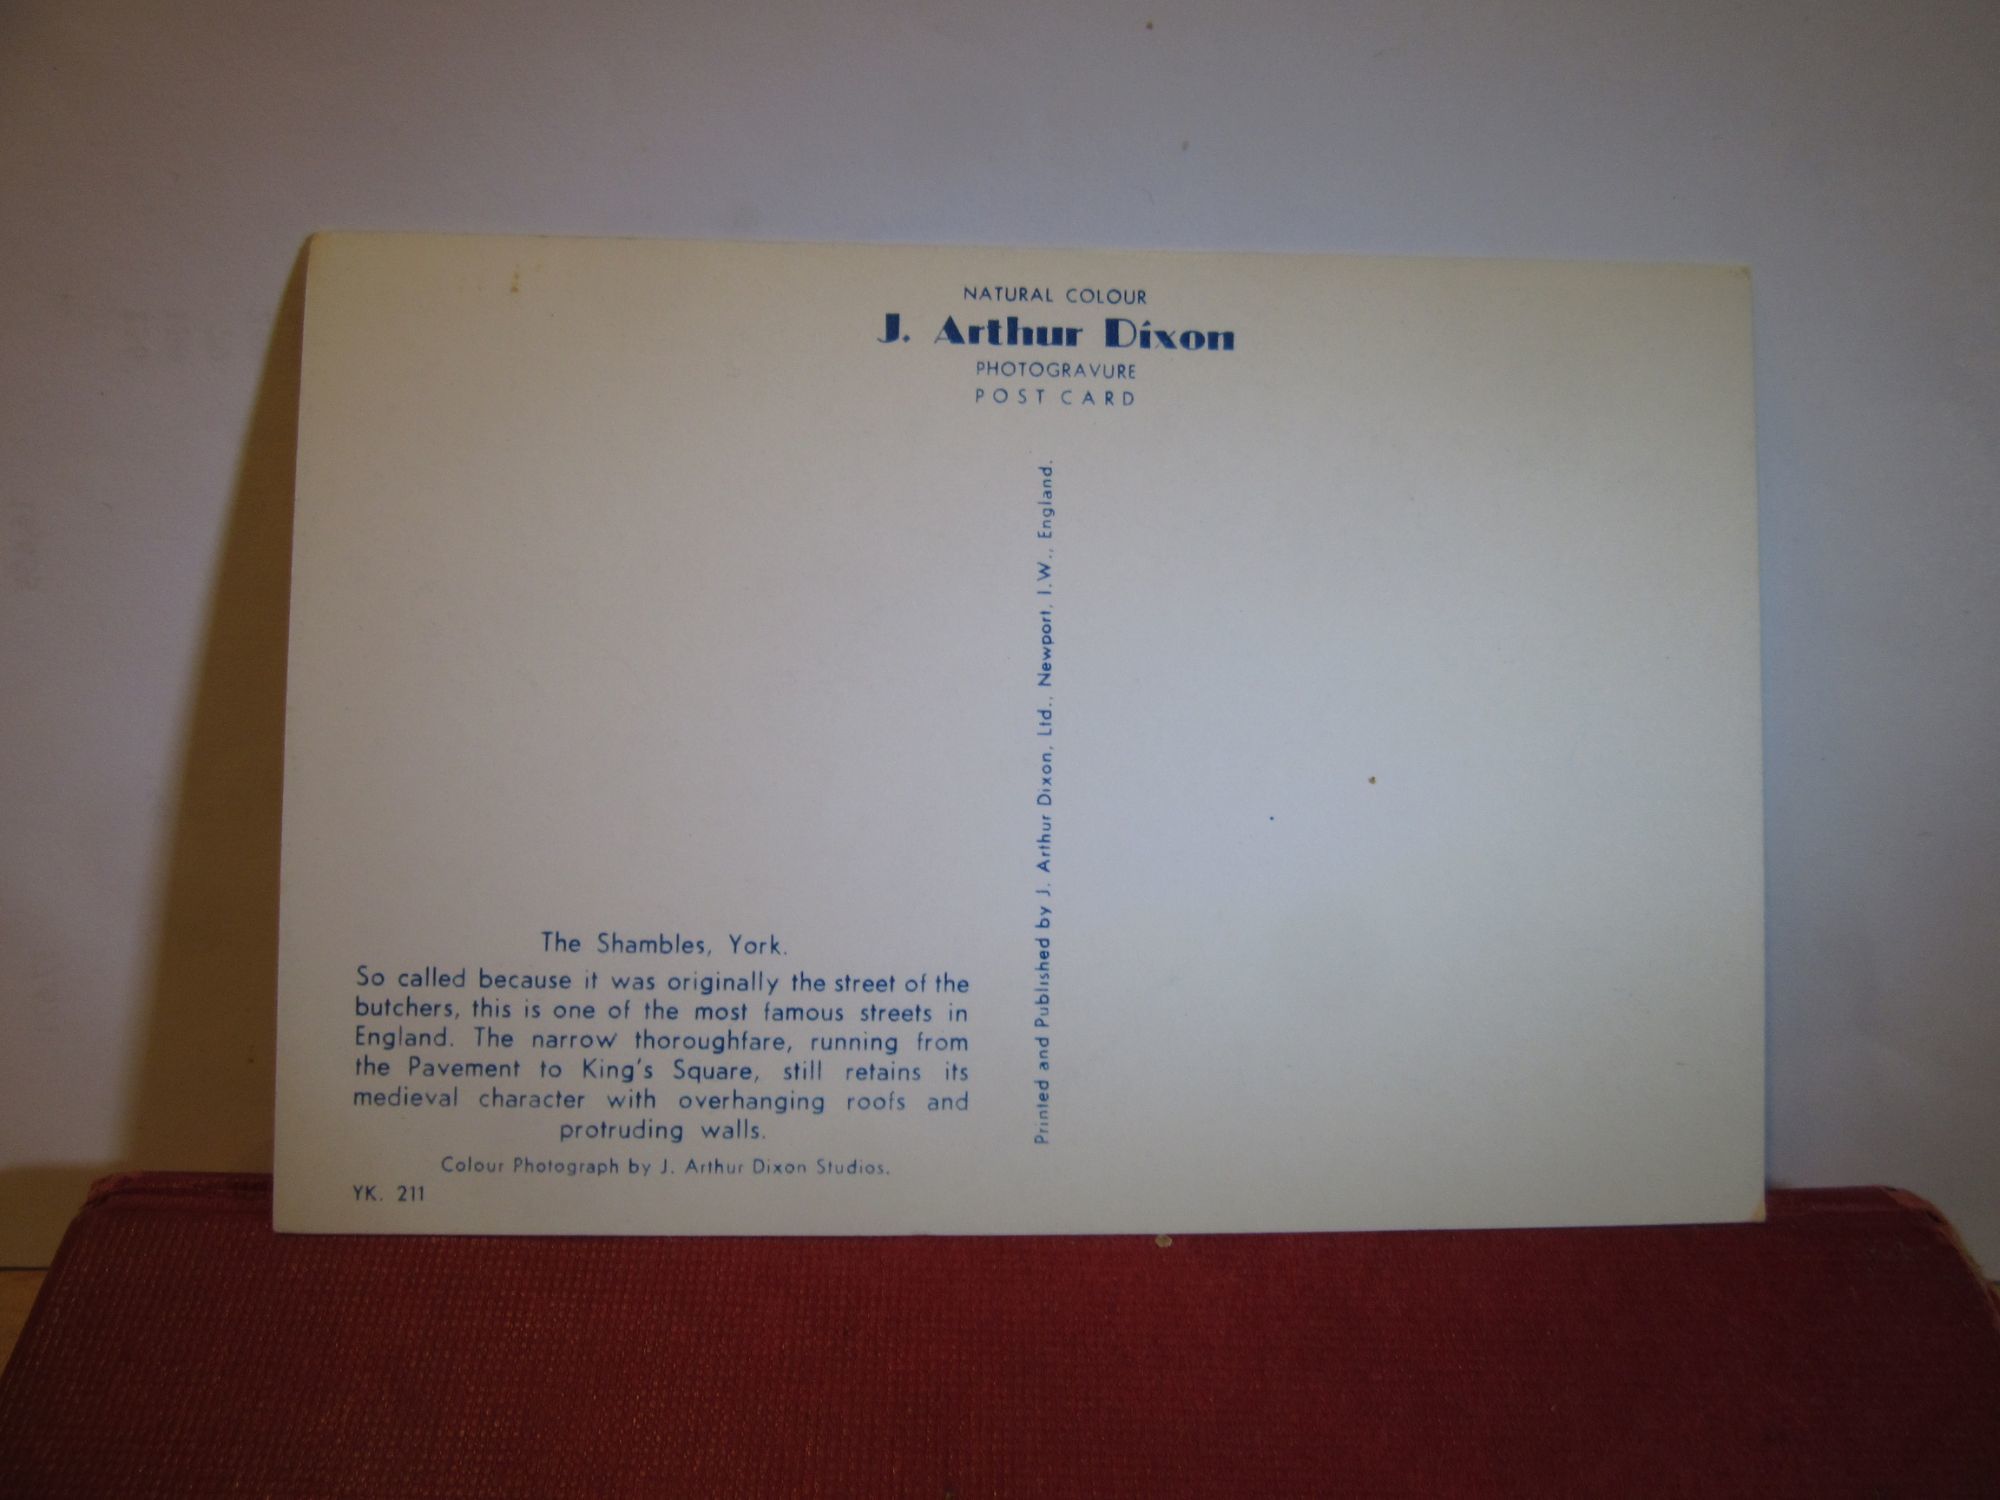 NATURAL COLOUR
J. Arthur Dixon
PHOTOGRAVURE
POST CARD
Printed and Published by J. Arthur Dixon, Ltd., Newport, I.W., England.
The Shambles, York.
So called because it was originally the street of the
butchers, this is one of the most famous streets in
England. The narrow thoroughfare, running from
the Pavement to King's Square, still retains its
medieval character with overhanging roofs and
protruding walls.
Colour Photograph by J. Arthur Dixon Studios.
YK. 211